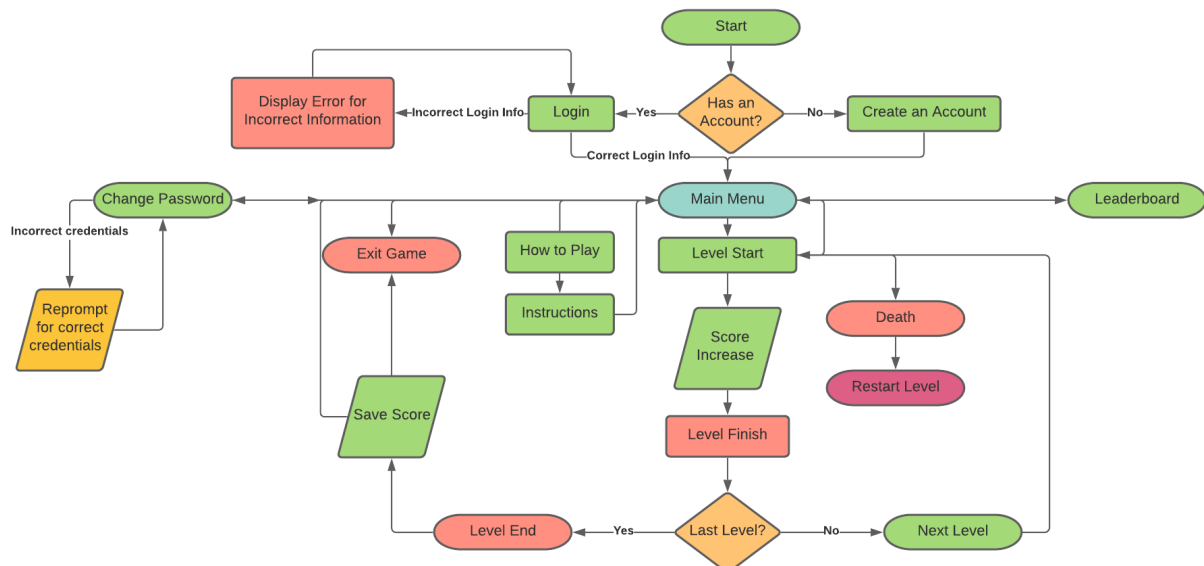 Start
Display Error for
Incorrect Information
Incorrect Login Info
Login
Yes
Has an
Account?
No
Create an Account
Correct Login Info
Change Password
Main Menu
Leaderboard
Incorrect credentials
Exit Game
How to Play
Level Start
Reprompt
for correct
credentials
Instructions
Score
Increase
Death
Restart Level
Save Score
Level Finish
Level End
Yes
Last Level?
No
Next Level